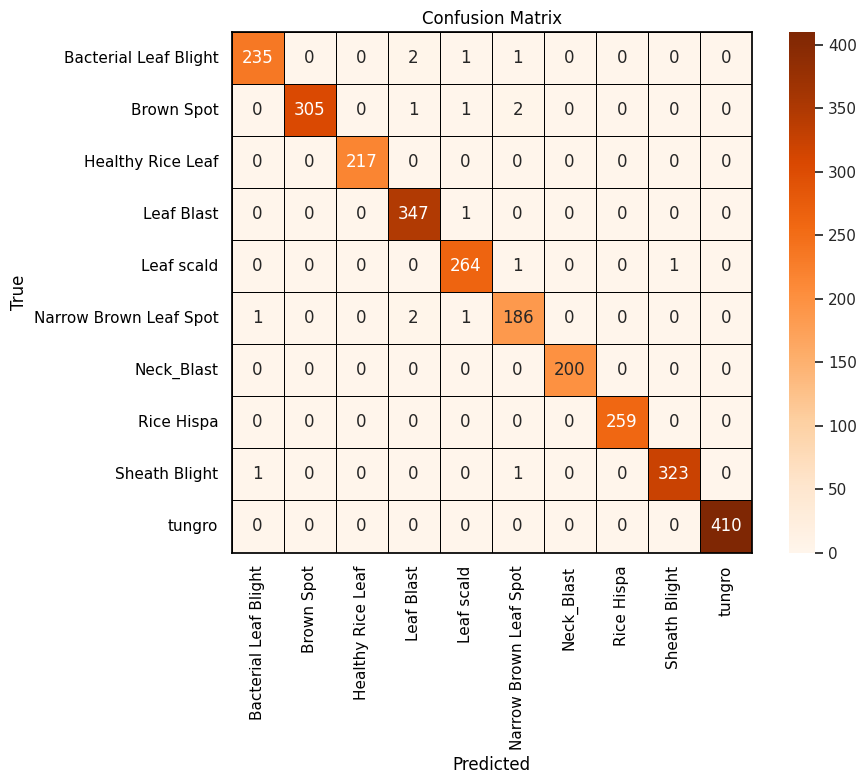 Confusion Matrix
True
Bacterial Leaf Blight 235 0 0 2 1 1 0 0 0 0
Brown Spot 0 305 0 1 1 2 0 0 0 0
Healthy Rice Leaf 0 0 217 0 0 0 0 0 0 0
Leaf Blast 0 0 0 347 1 0 0 0 0 0
Leaf scald 0 0 0 0 264 1 0 0 1 0
Narrow Brown Leaf Spot 1 0 0 2 1 186 0 0 0 0
Neck_Blast 0 0 0 0 0 0 200 0 0 0
Rice Hispa 0 0 0 0 0 0 0 259 0 0
Sheath Blight 1 0 0 0 0 1 0 0 323 0
tungro 0 0 0 0 0 0 0 0 0 410
Bacterial Leaf Blight
Brown Spot
Healthy Rice Leaf
Leaf Blast
Leaf scald
Narrow Brown Leaf Spot
Neck_Blast
Rice Hispa
Sheath Blight
tungro
Predicted
400
350
300
250
200
150
100
50
0